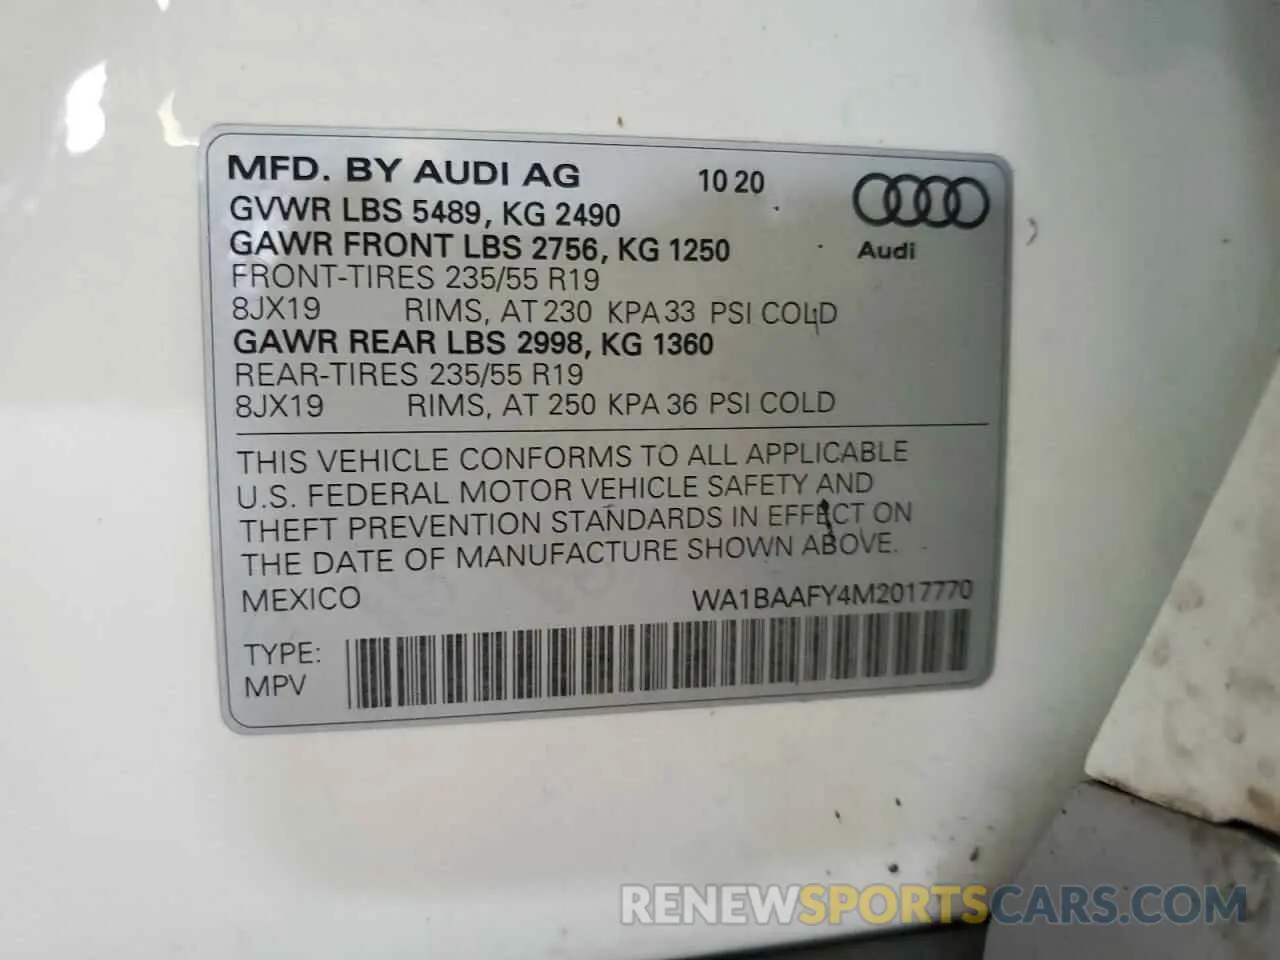 MFD. BY AUDI AG 10 20
GVWR LBS 5489, KG 2490
GAWR FRONT LBS 2756, KG 1250
Audi
FRONT-TIRES 235/55 R19
8JX19 RIMS, AT 230 KPA 33 PSI COLD
GAWR REAR LBS 2998, KG 1360
REAR-TIRES 235/55 R19
8JX19 RIMS, AT 250 KPA 36 PSI COLD
THIS VEHICLE CONFORMS TO ALL APPLICABLE
U.S. FEDERAL MOTOR VEHICLE SAFETY AND
THEFT PREVENTION STANDARDS IN EFFECT ON
THE DATE OF MANUFACTURE SHOWN ABOVE.
MEXICO WA1BAAFY4M2017770
TYPE:
MPV
RENEWSPORTSCARS.COM